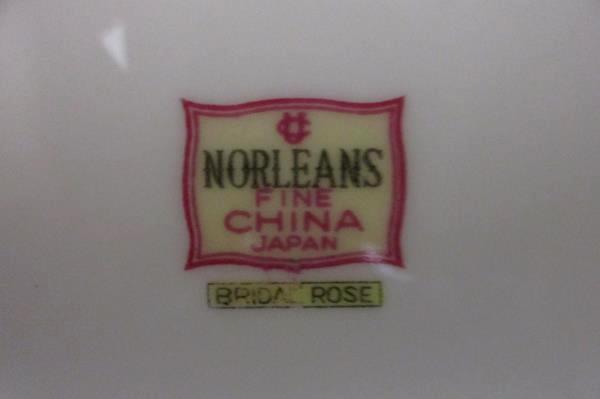 NORLEANS
FINE
CHINA
JAPAN
BRIDAL ROSE